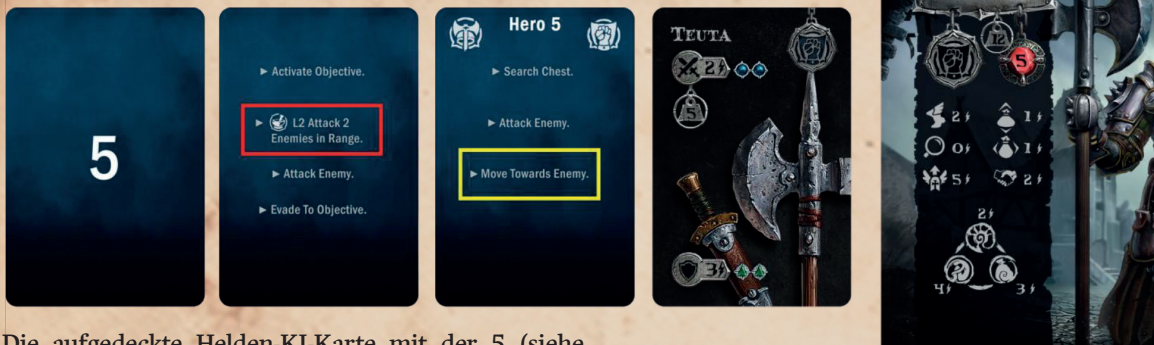 5
► Activate Objective.
► L2 Attack 2
Enemies in Range.
► Attack Enemy.
► Evade To Objective.
Hero 5
► Search Chest.
► Attack Enemy.
► Move Towards Enemy.
TEUTA
2
5
3
12
5
2
1
0
1
5
2
2
4
3
Die aufgedeckte Helden-KI-Karte mit der 5 (siehe